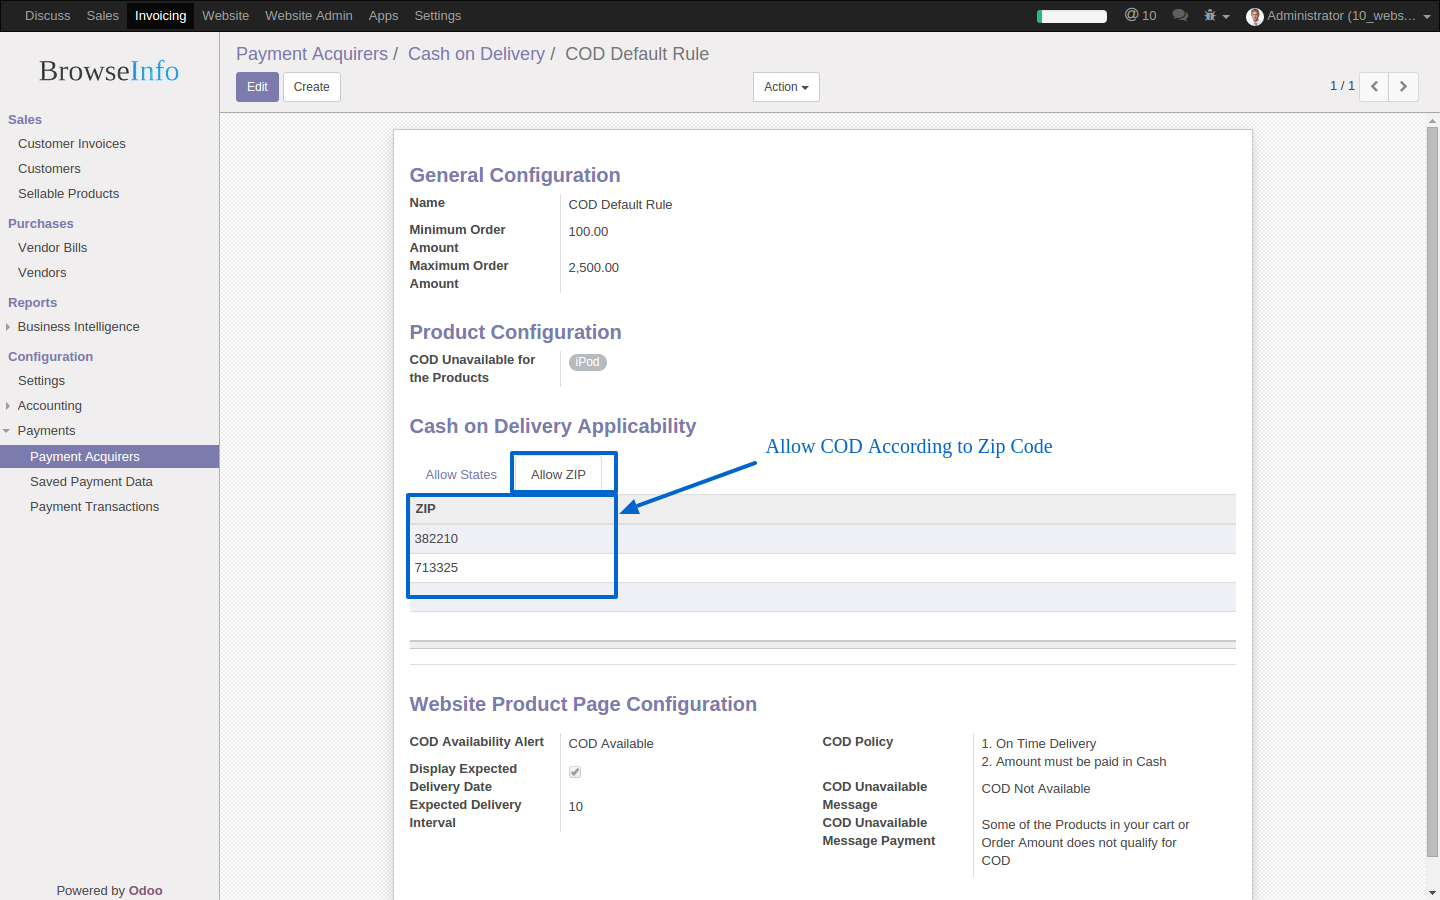 Discuss Sales Invoicing Website Website Admin Apps Settings @ 10 Administrator (10_webs...
BrowseInfo
Sales
Customer Invoices
Customers
Sellable Products
Purchases
Vendor Bills
Vendors
Reports
Business Intelligence
Configuration
Settings
Accounting
Payments
Payment Acquirers
Saved Payment Data
Payment Transactions
Powered by Odoo
Payment Acquirers / Cash on Delivery / COD Default Rule
Edit Create Action 1 / 1
General Configuration
Name COD Default Rule
Minimum Order
Amount 100.00
Maximum Order
Amount 2,500.00
Product Configuration
COD Unavailable for
the Products iPod
Cash on Delivery Applicability
Allow COD According to Zip Code
Allow States Allow ZIP
ZIP
382210
713325
Website Product Page Configuration
COD Availability Alert COD Available
Display Expected
Delivery Date
Expected Delivery
Interval 10
COD Policy 1. On Time Delivery
2. Amount must be paid in Cash
COD Unavailable
Message COD Not Available
COD Unavailable
Message Payment Some of the Products in your cart or
Order Amount does not qualify for
COD